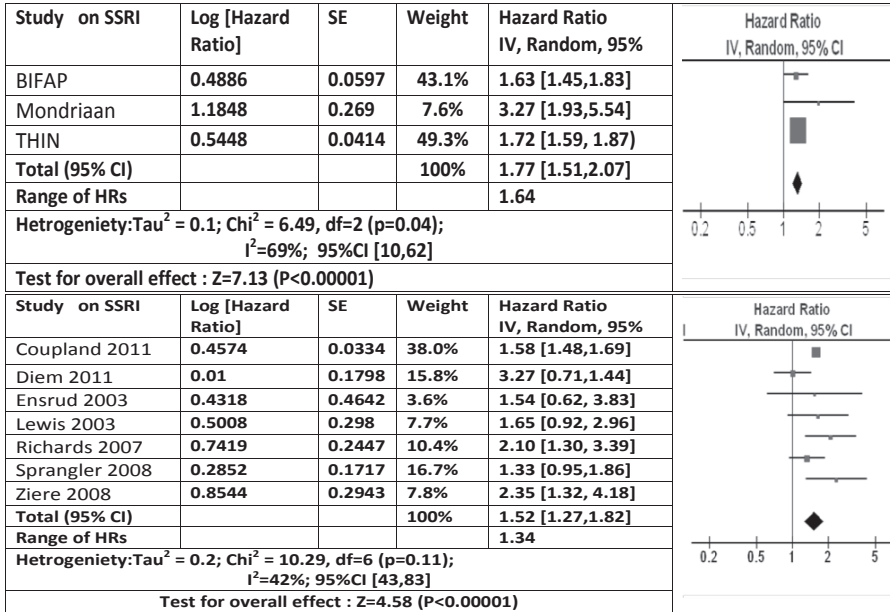 Study on SSRI Log [Hazard Ratio] SE Weight Hazard Ratio IV, Random, 95%
BIFAP 0.4886 0.0597 43.1% 1.63 [1.45,1.83]
Mondriaan 1.1848 0.269 7.6% 3.27 [1.93,5.54]
THIN 0.5448 0.0414 49.3% 1.72 [1.59, 1.87)
Total (95% CI) 100% 1.77 [1.51,2.07]
Range of HRs 1.64
Hetrogeniety:Tau² = 0.1; Chi² = 6.49, df=2 (p=0.04);
I²=69%; 95%CI [10,62]
Test for overall effect : Z=7.13 (P<0.00001)
Hazard Ratio
IV, Random, 95% CI
0.2 0.5 1 2 5
Study on SSRI Log [Hazard Ratio] SE Weight Hazard Ratio IV, Random, 95%
Coupland 2011 0.4574 0.0334 38.0% 1.58 [1.48,1.69]
Diem 2011 0.01 0.1798 15.8% 3.27 [0.71,1.44]
Ensrud 2003 0.4318 0.4642 3.6% 1.54 [0.62, 3.83]
Lewis 2003 0.5008 0.298 7.7% 1.65 [0.92, 2.96]
Richards 2007 0.7419 0.2447 10.4% 2.10 [1.30, 3.39]
Sprangler 2008 0.2852 0.1717 16.7% 1.33 [0.95,1.86]
Ziere 2008 0.8544 0.2943 7.8% 2.35 [1.32, 4.18]
Total (95% CI) 100% 1.52 [1.27,1.82]
Range of HRs 1.34
Hetrogeniety:Tau² = 0.2; Chi² = 10.29, df=6 (p=0.11);
I²=42%; 95%CI [43,83]
Test for overall effect : Z=4.58 (P<0.00001)
Hazard Ratio
IV, Random, 95% CI
0.2 0.5 1 2 5